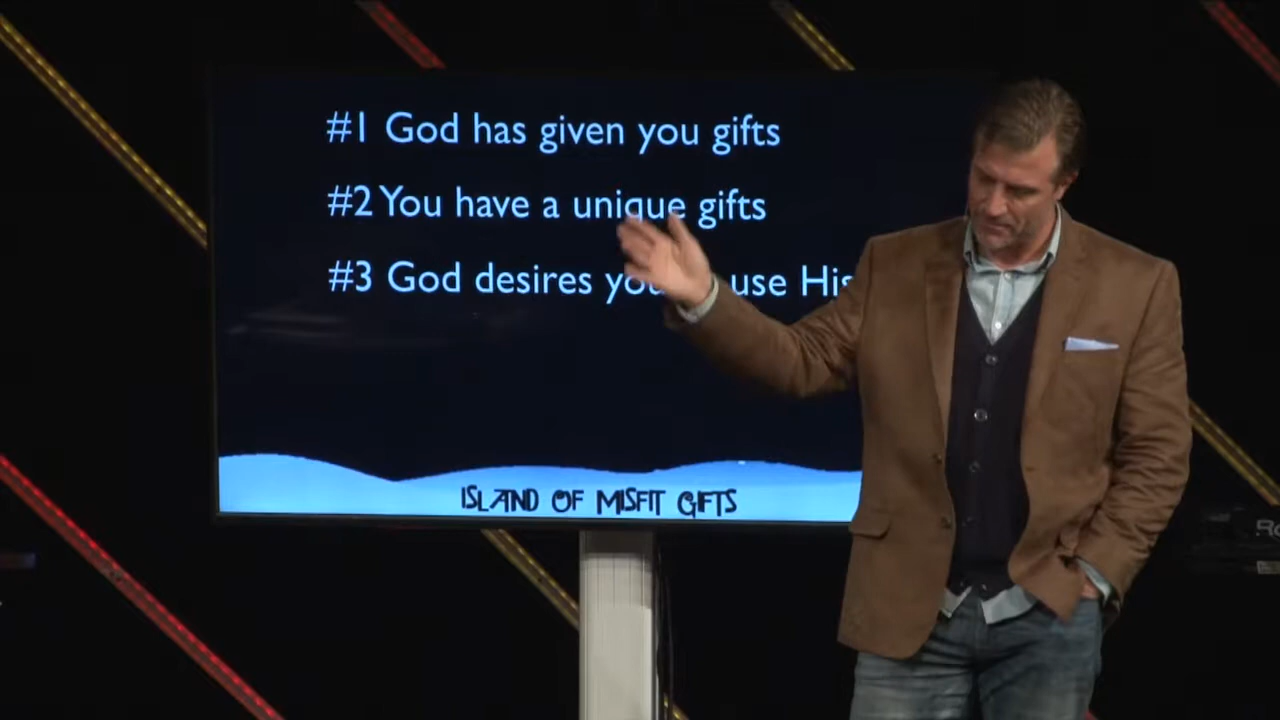 #1 God has given you gifts
#2 You have a unique gifts
#3 God desires you use His
ISLAND OF MISFIT GIFTS